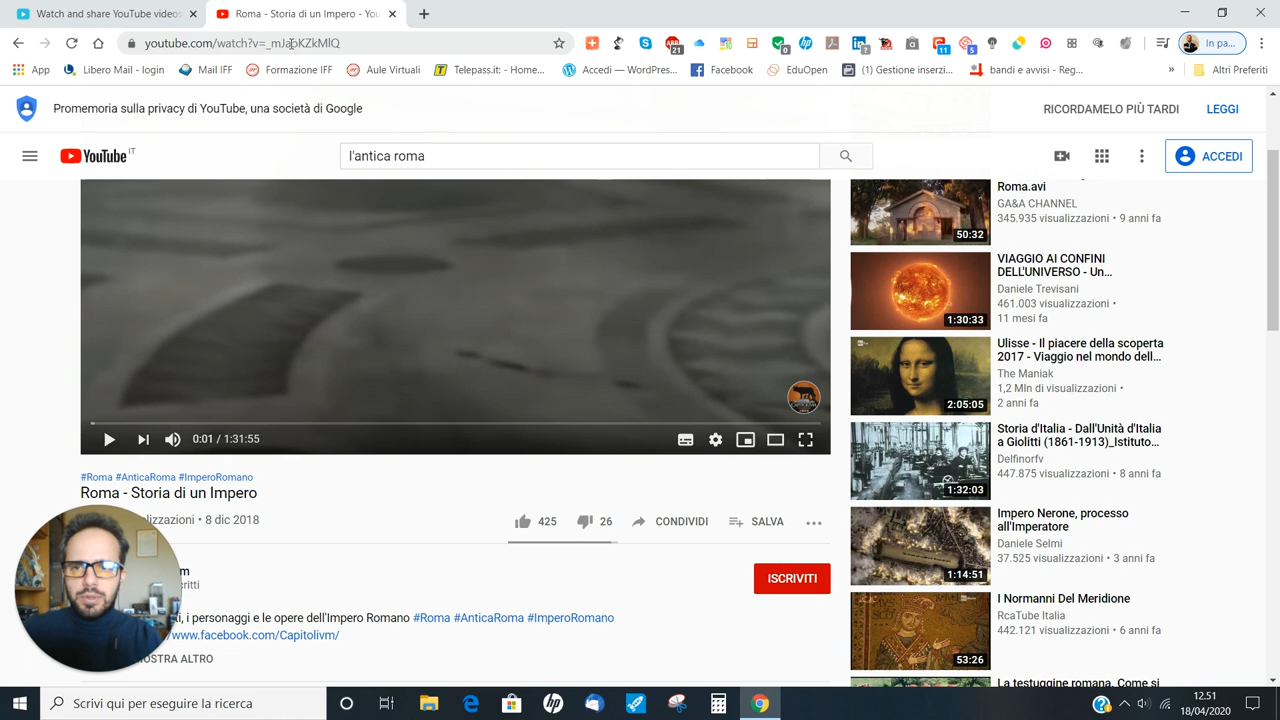 Watch and share YouTube videos
Roma - Storia di un Impero - You
youtube.com/watch?v=_mJapKZkMlQ
21
0
?
11
5
In pa...
App
Libero Mail - login
Mail IFF
Formazione IFF
Aule Virtuali
Telepass.it: - Home...
Accedi — WordPres...
Facebook
EduOpen
(1) Gestione inserzi...
bandi e avvisi - Reg...
»
Altri Preferiti
Promemoria sulla privacy di YouTube, una società di Google
RICORDAMELO PIÙ TARDI
LEGGI
YouTube IT
l'antica roma
ACCEDI
Roma.avi
GA&A CHANNEL
345.935 visualizzazioni • 9 anni fa
50:32
VIAGGIO AI CONFINI
DELL'UNIVERSO - Un...
Daniele Trevisani
461.003 visualizzazioni •
11 mesi fa
1:30:33
Ulisse - Il piacere della scoperta
2017 - Viaggio nel mondo dell...
The Maniak
1,2 Mln di visualizzazioni •
2 anni fa
2:05:05
Storia d'Italia - Dall'Unità d'Italia
a Giolitti (1861-1913)_Istituto...
Delfinorfv
447.875 visualizzazioni • 8 anni fa
1:32:03
Impero Nerone, processo
all'Imperatore
Daniele Selmi
37.525 visualizzazioni • 3 anni fa
1:14:51
I Normanni Del Meridione
RcaTube Italia
442.121 visualizzazioni • 6 anni fa
53:26
La testuggine romana. Come si
0:01 / 1:31:55
#Roma #AnticaRoma #ImperoRomano
Roma - Storia di un Impero
lizzazioni • 8 dic 2018
425
26
CONDIVIDI
SALVA
m
critti
ISCRIVITI
i, i personaggi e le opere dell'Impero Romano #Roma #AnticaRoma #ImperoRomano
www.facebook.com/Capitolivm/
OSTRA ALTRO
Scrivi qui per eseguire la ricerca
12.51
18/04/2020